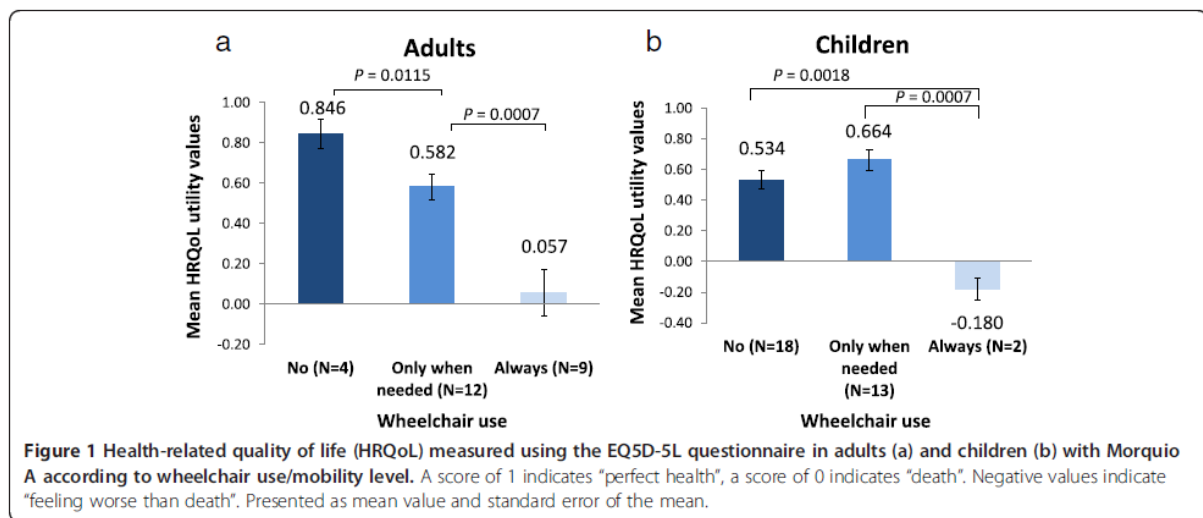 a
Adults
P = 0.0115
P = 0.0007
Mean HRQoL utility values
1.00
0.80
0.60
0.40
0.20
0.00
-0.20
0.846
0.582
0.057
No (N=4)
Only when
needed (N=12)
Always (N=9)
Wheelchair use
b
Children
P = 0.0018
P = 0.0007
Mean HRQoL utility values
1.00
0.80
0.60
0.40
0.20
0.00
-0.20
-0.40
0.534
0.664
-0.180
No (N=18)
Only when
needed
(N=13)
Always (N=2)
Wheelchair use
Figure 1 Health-related quality of life (HRQoL) measured using the EQ5D-5L questionnaire in adults (a) and children (b) with Morquio
A according to wheelchair use/mobility level. A score of 1 indicates “perfect health”, a score of 0 indicates “death”. Negative values indicate
“feeling worse than death”. Presented as mean value and standard error of the mean.